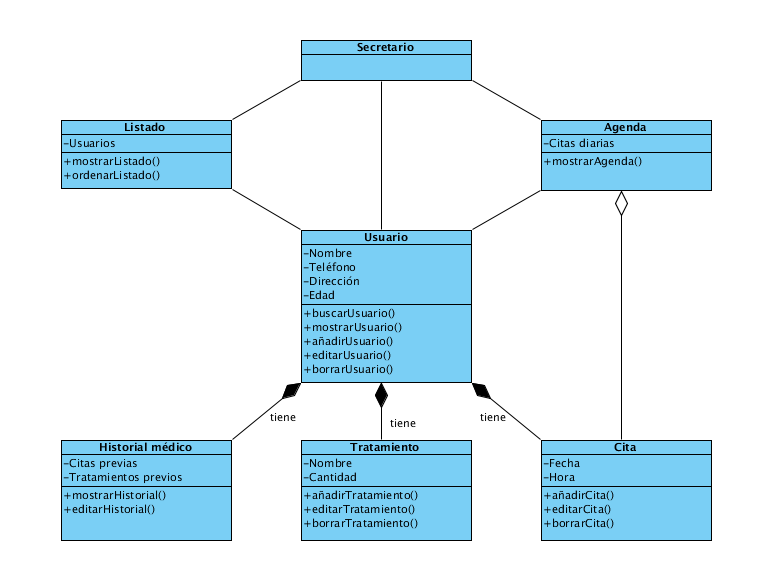 Secretario
Listado
-Usuarios
+mostrarListado()
+ordenarListado()
Agenda
-Citas diarias
+mostrarAgenda()
Usuario
-Nombre
-Teléfono
-Dirección
-Edad
+buscarUsuario()
+mostrarUsuario()
+añadirUsuario()
+editarUsuario()
+borrarUsuario()
tiene
tiene
tiene
Historial médico
-Citas previas
-Tratamientos previos
+mostrarHistorial()
+editarHistorial()
Tratamiento
-Nombre
-Cantidad
+añadirTratamiento()
+editarTratamiento()
+borrarTratamiento()
Cita
-Fecha
-Hora
+añadirCita()
+editarCita()
+borrarCita()